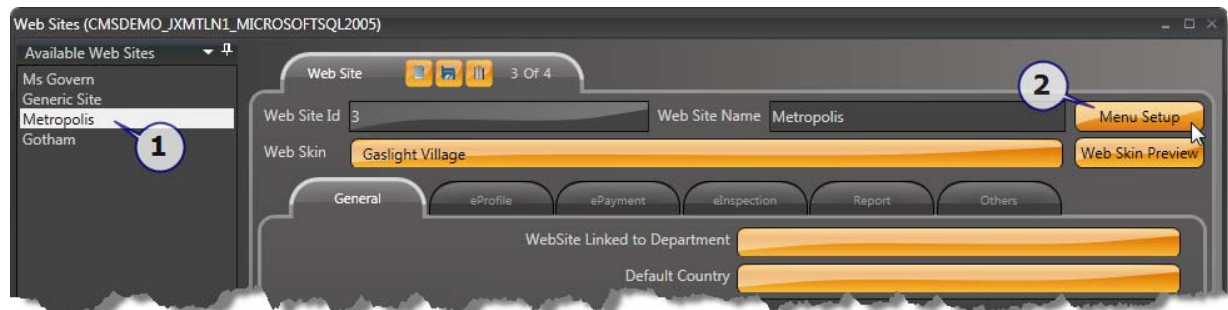 Web Sites (CMSDEMO_JXMTLN1_MICROSOFTSQL2005)
Available Web Sites
Ms Govern
Generic Site
Metropolis
Gotham
1
Web Site 3 Of 4
2
Web Site Id 3 Web Site Name Metropolis Menu Setup
Web Skin Gaslight Village Web Skin Preview
General eProfile ePayment eInspection Report Others
WebSite Linked to Department
Default Country